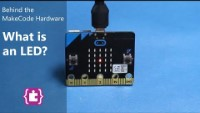 Behind the
MakeCode Hardware
What is
an LED?